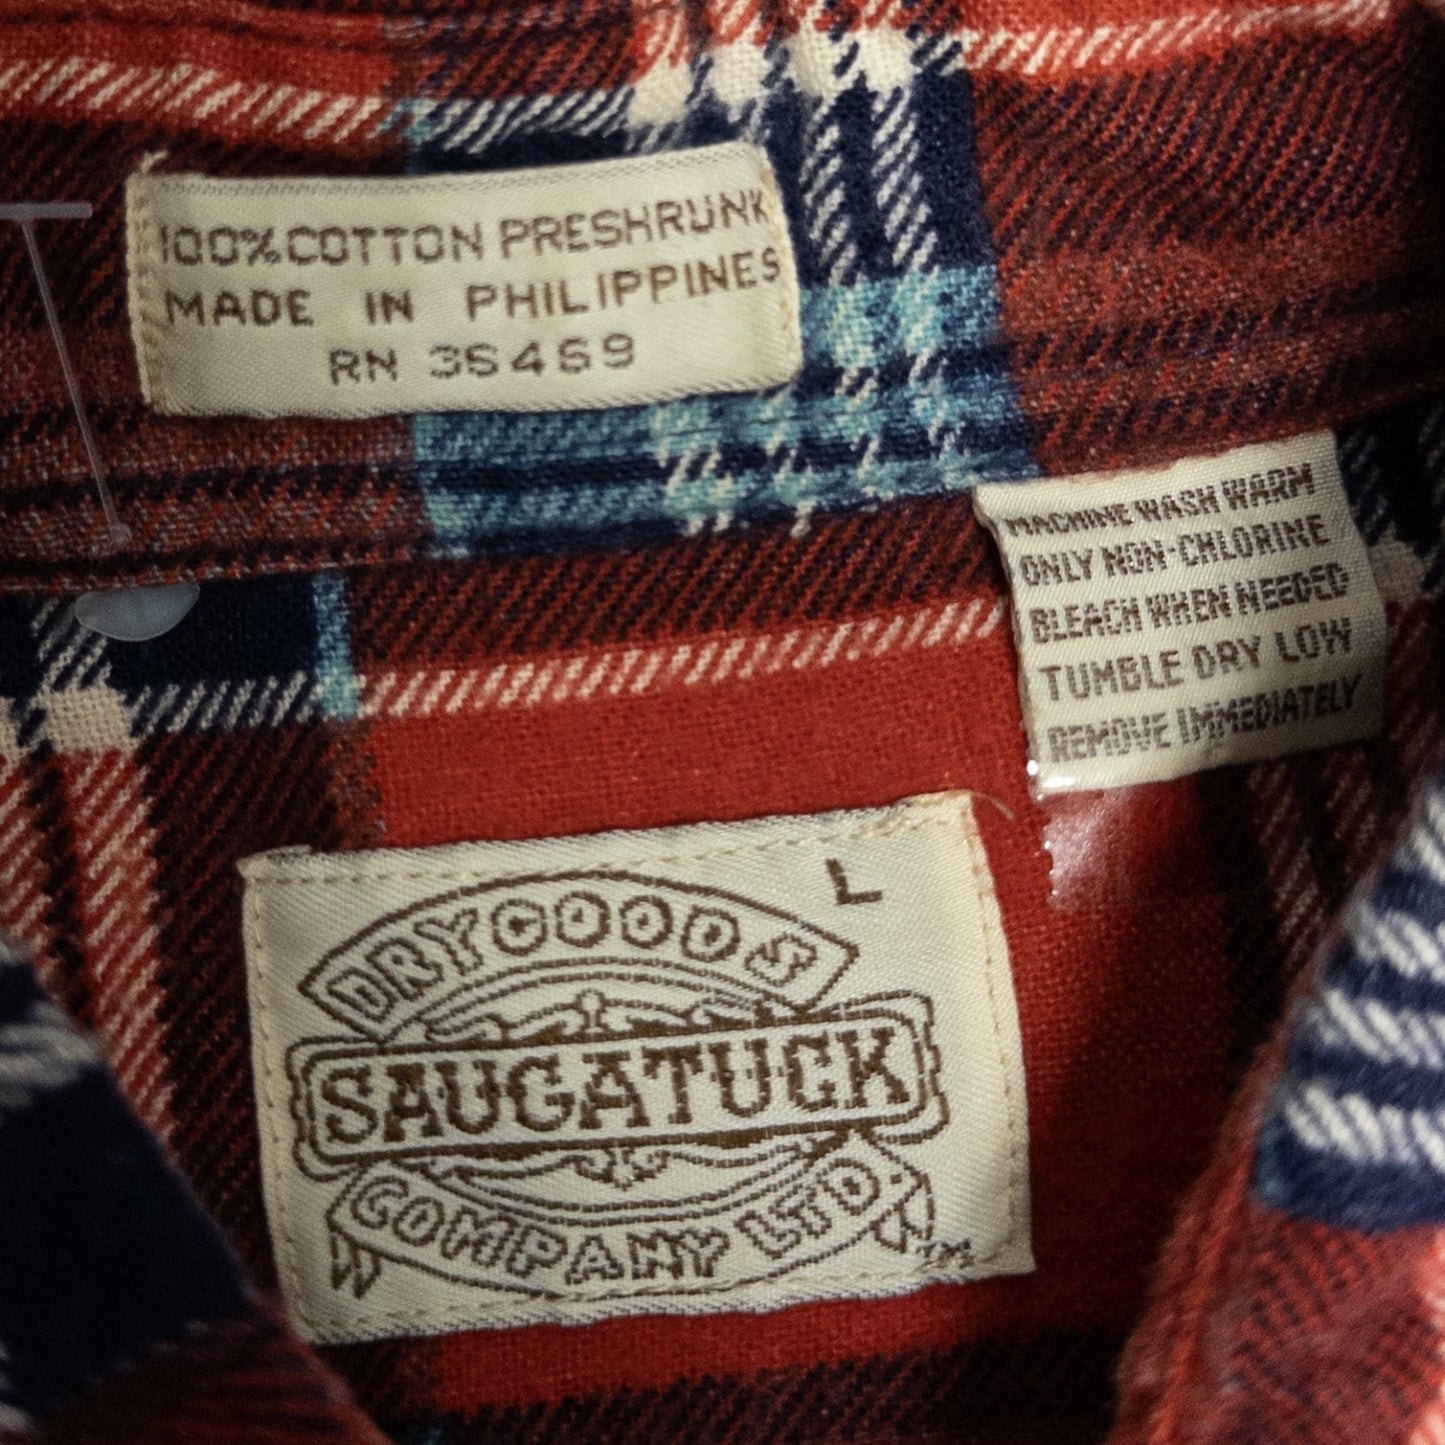 100% COTTON PRESHRUNK
MADE IN PHILIPPINES
RN 36469
MACHINE WASH WARM
ONLY NON-CHLORINE
BLEACH WHEN NEEDED
TUMBLE DRY LOW
REMOVE IMMEDIATELY
L
DRYGOODS
SAUGATUCK
COMPANY LTD.
TM